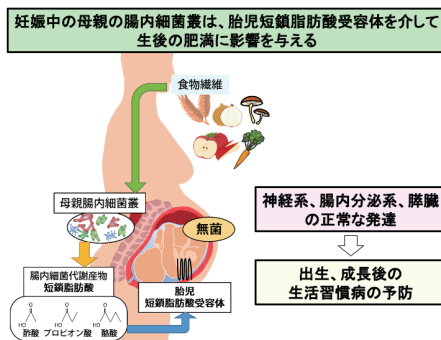 妊娠中の母親の腸内細菌叢は、胎児短鎖脂肪酸受容体を介して
生後の肥満に影響を与える
食物繊維
母親腸内細菌叢
無菌
腸内細菌代謝産物
短鎖脂肪酸
O
HO
酢酸
O
HO
プロピオン酸
O
HO
酪酸
胎児
短鎖脂肪酸受容体
神経系、腸内分泌系、膵臓
の正常な発達
出生、成長後の
生活習慣病の予防